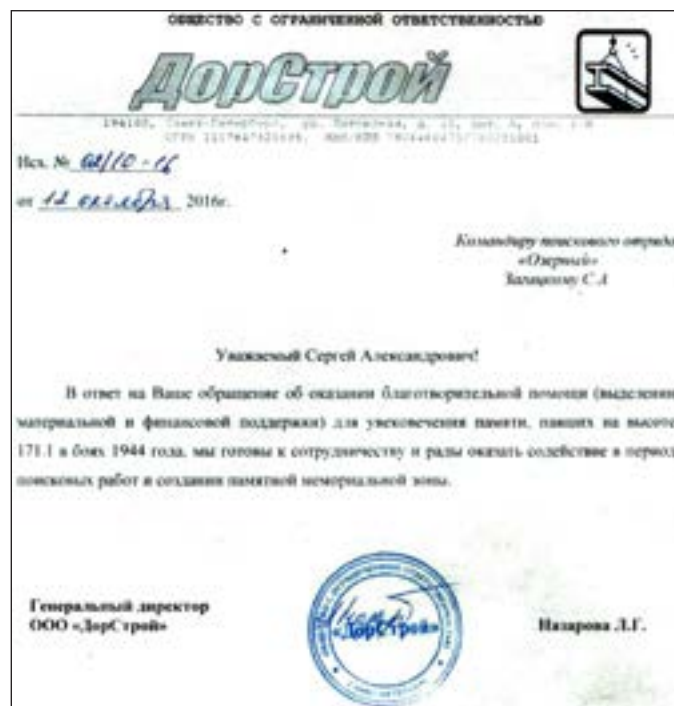 ОБЩЕСТВО С ОГРАНИЧЕННОЙ ОТВЕТСТВЕННОСТЬЮ
ДорСтрой
Исх. № 02/10-16
от 12 октября 2016г.
Командиру поискового отряда
«Озерный»
С.А
Уважаемый Сергей Александрович!
В ответ на Ваше обращение об оказании благотворительной помощи (выделении
материальной и финансовой поддержки) для увековечения памяти, павших на высоте
171.1 в боях 1944 года, мы готовы к сотрудничеству и рады оказать содействие в период
поисковых работ и создании памятной мемориальной зоны.
Генеральный директор
ООО «ДорСтрой»
«ДорСтрой»
Назарова Л.Г.